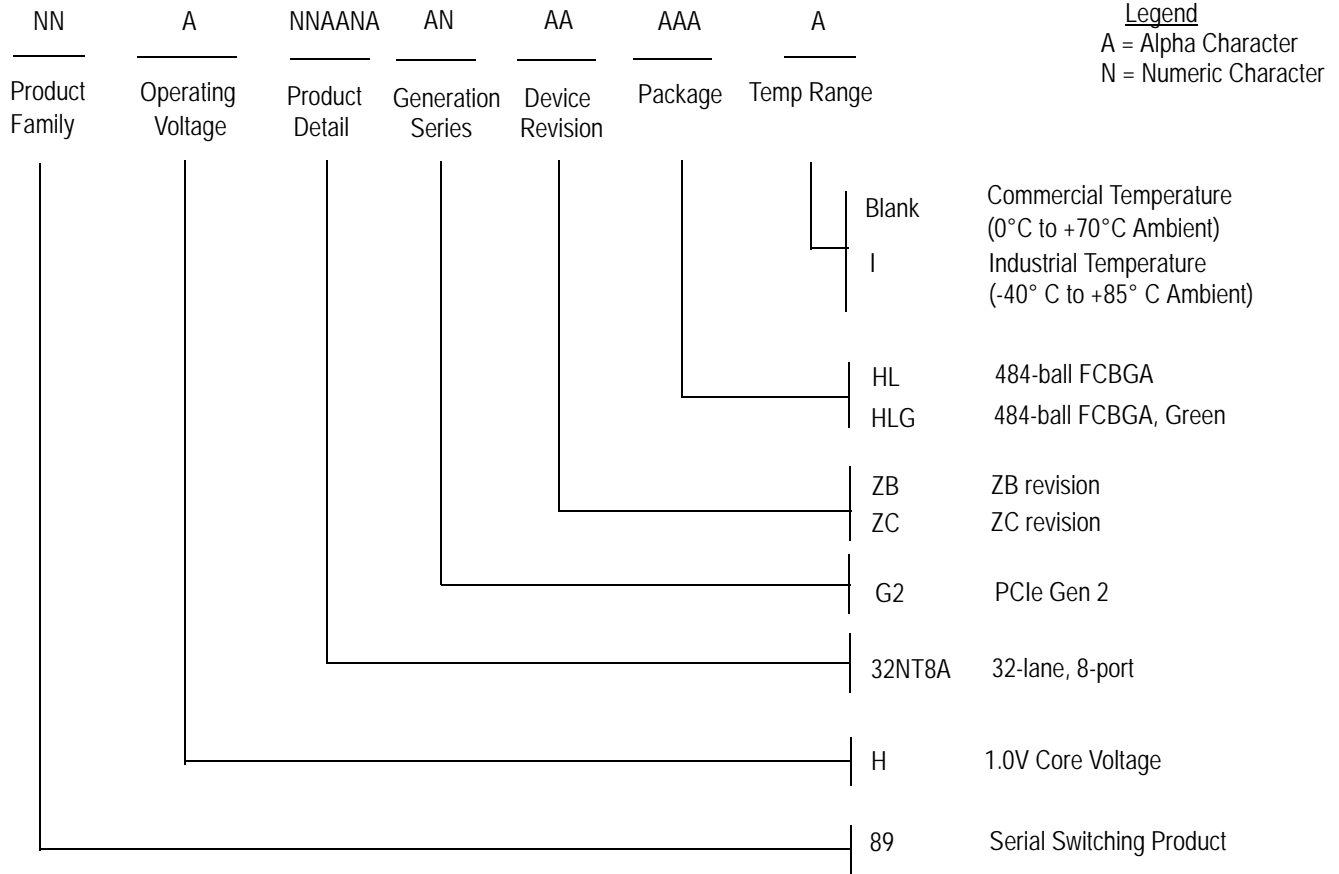 NN A NNAANA AN AA AAA A
Legend
A = Alpha Character
N = Numeric Character
Product Family
Operating Voltage
Product Detail
Generation Series
Device Revision
Package
Temp Range
Blank Commercial Temperature
(0°C to +70°C Ambient)
I Industrial Temperature
(-40° C to +85° C Ambient)
HL 484-ball FCBGA
HLG 484-ball FCBGA, Green
ZB ZB revision
ZC ZC revision
G2 PCIe Gen 2
32NT8A 32-lane, 8-port
H 1.0V Core Voltage
89 Serial Switching Product